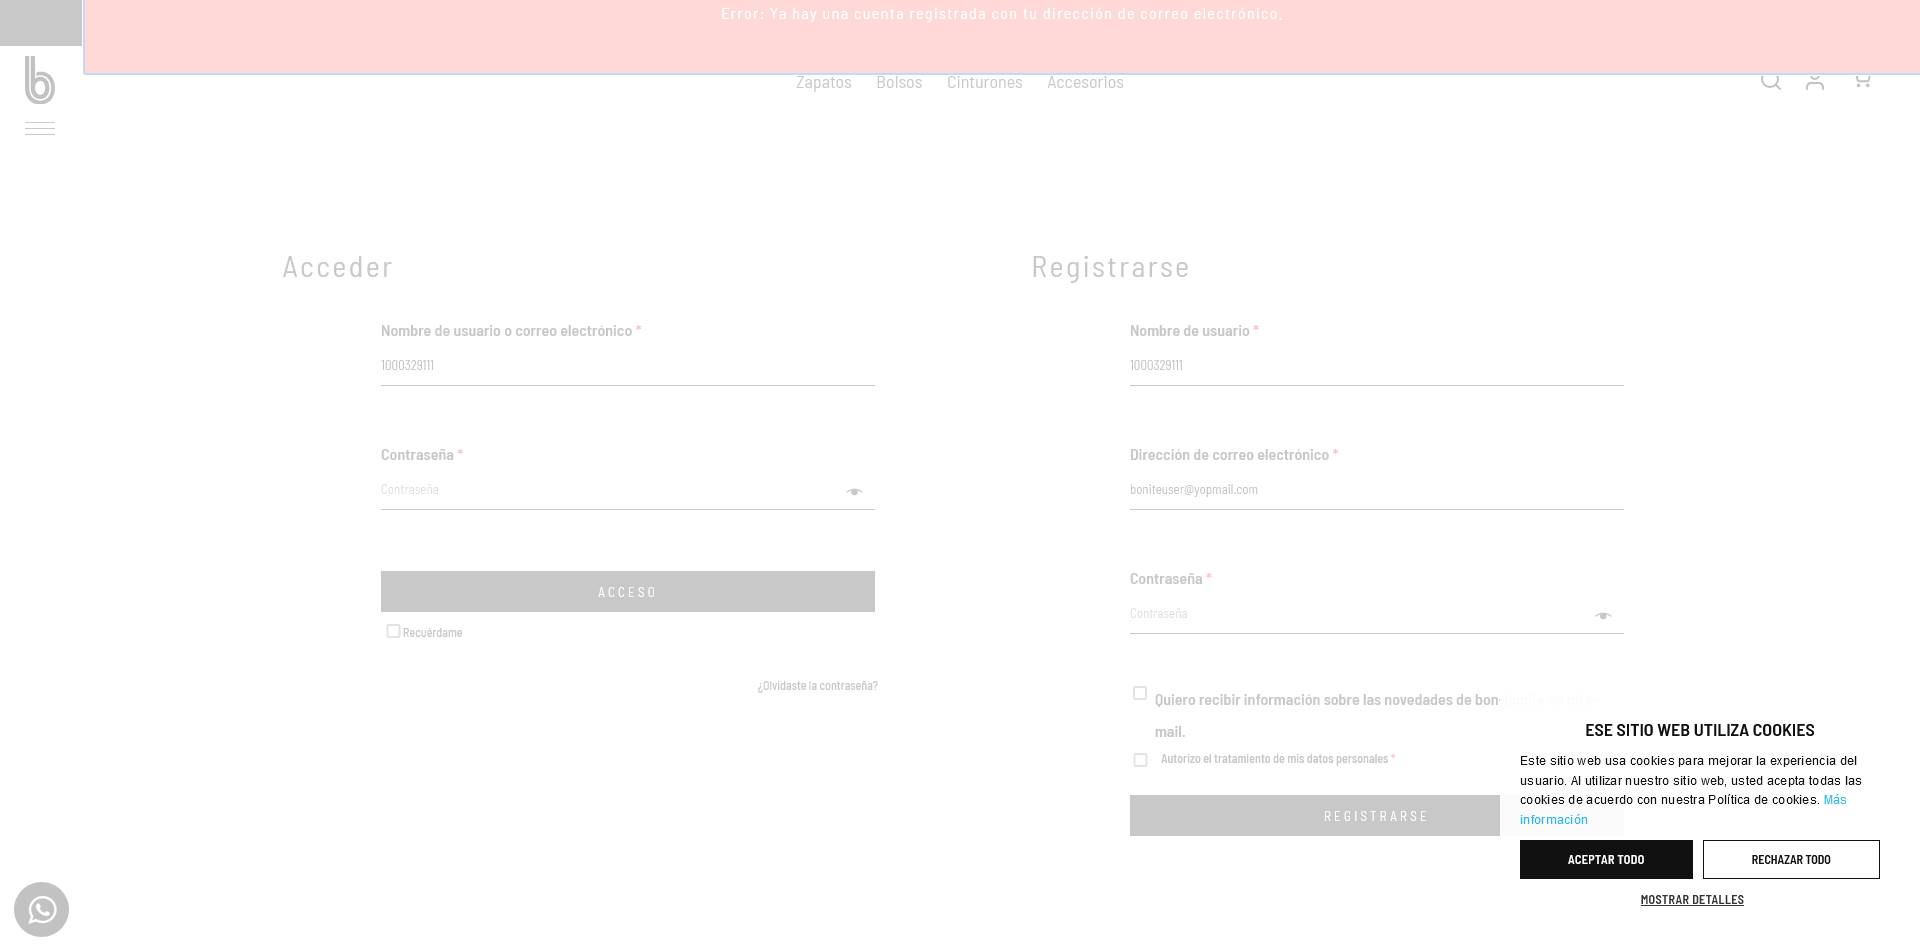 Error: Ya hay una cuenta registrada con tu dirección de correo electrónico.
b
Zapatos Bolsos Cinturones Accesorios
Acceder
Nombre de usuario o correo electrónico *
1000329111
Contraseña *
Contraseña
ACCESO
Recuérdame
¿Olvidaste la contraseña?
Registrarse
Nombre de usuario *
1000329111
Dirección de correo electrónico *
boniteuser@yopmail.com
Contraseña *
Contraseña
Quiero recibir información sobre las novedades de bon
mail.
Autorizo el tratamiento de mis datos personales *
REGISTRARSE
ESE SITIO WEB UTILIZA COOKIES
Este sitio web usa cookies para mejorar la experiencia del
usuario. Al utilizar nuestro sitio web, usted acepta todas las
cookies de acuerdo con nuestra Política de cookies. Más
información
ACEPTAR TODO
RECHAZAR TODO
MOSTRAR DETALLES